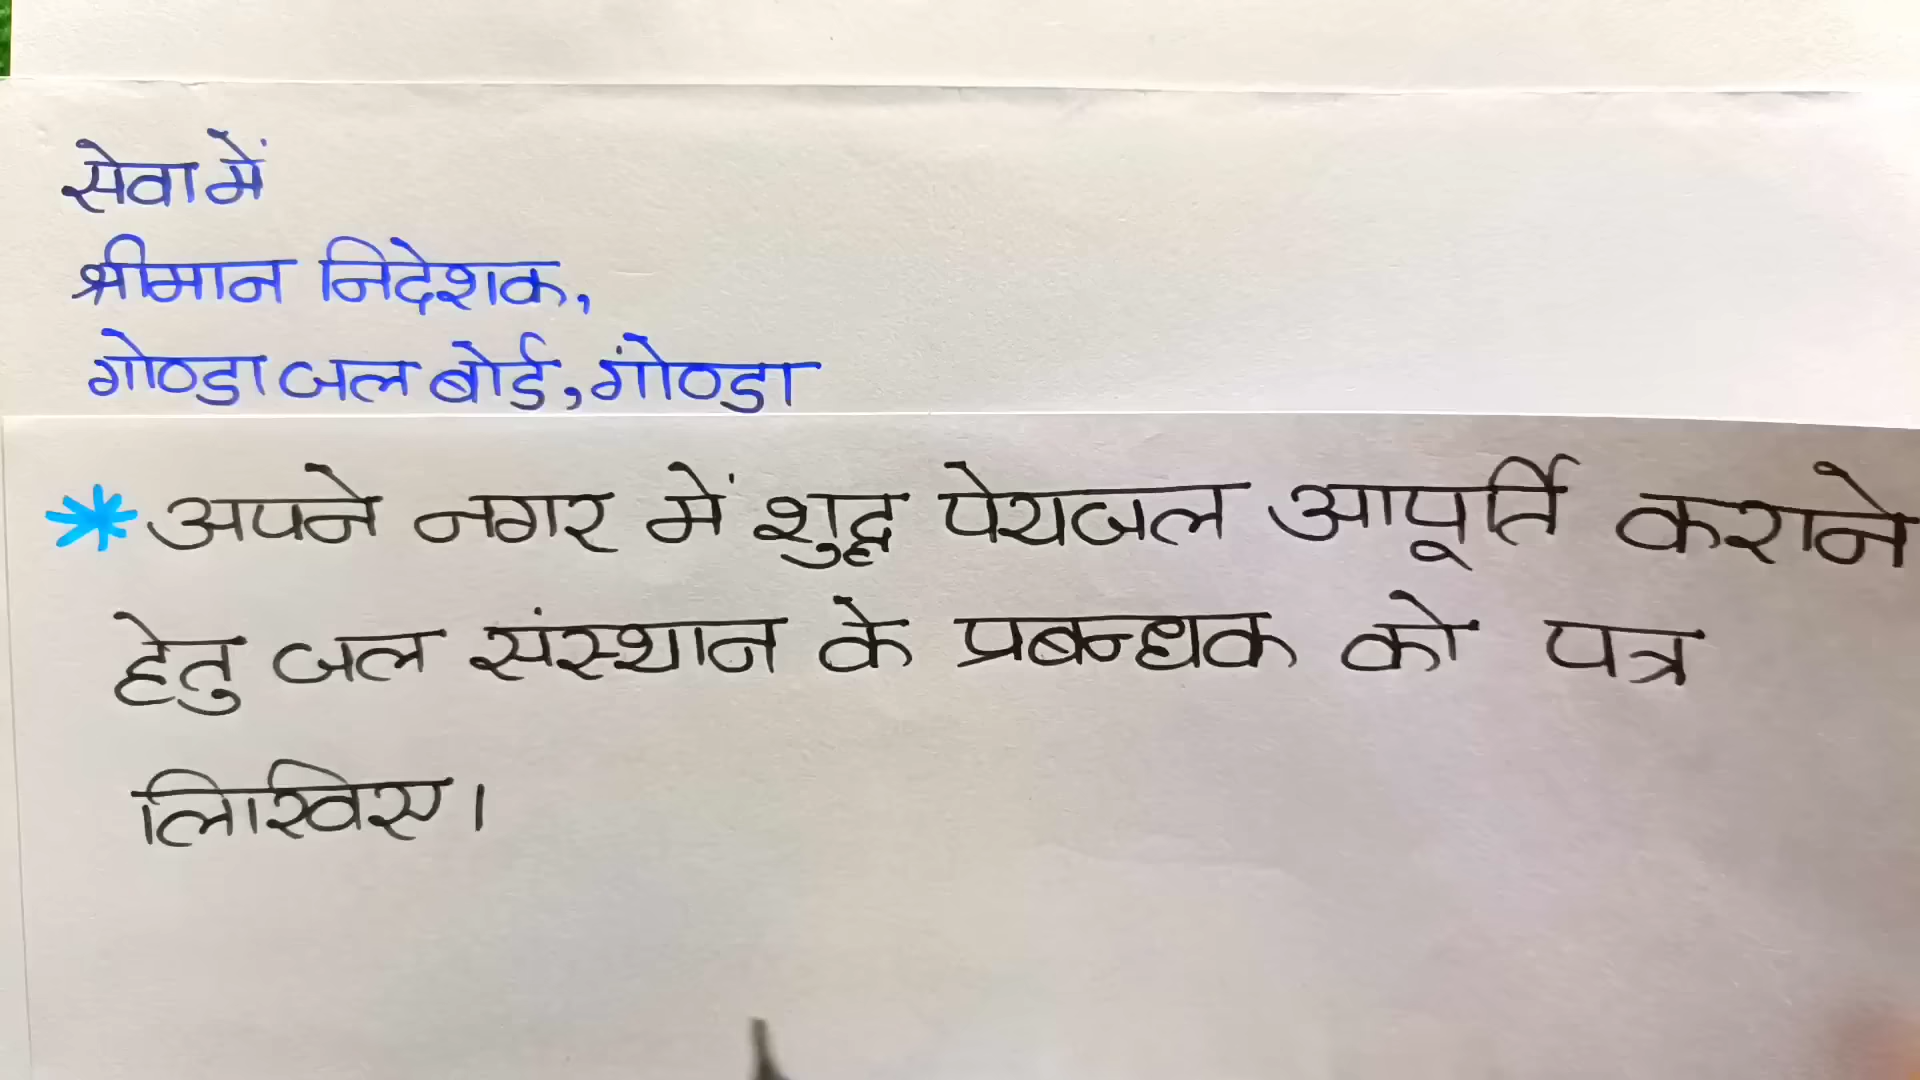 सेवा में
श्रीमान निदेशक,
गोण्डा जल बोर्ड, गोंण्डा
* अपने नगर में शुद्ध पेयजल आपूर्ति कराने
हेतु जल संस्थान के प्रबन्धक को पत्र
लिखिए।